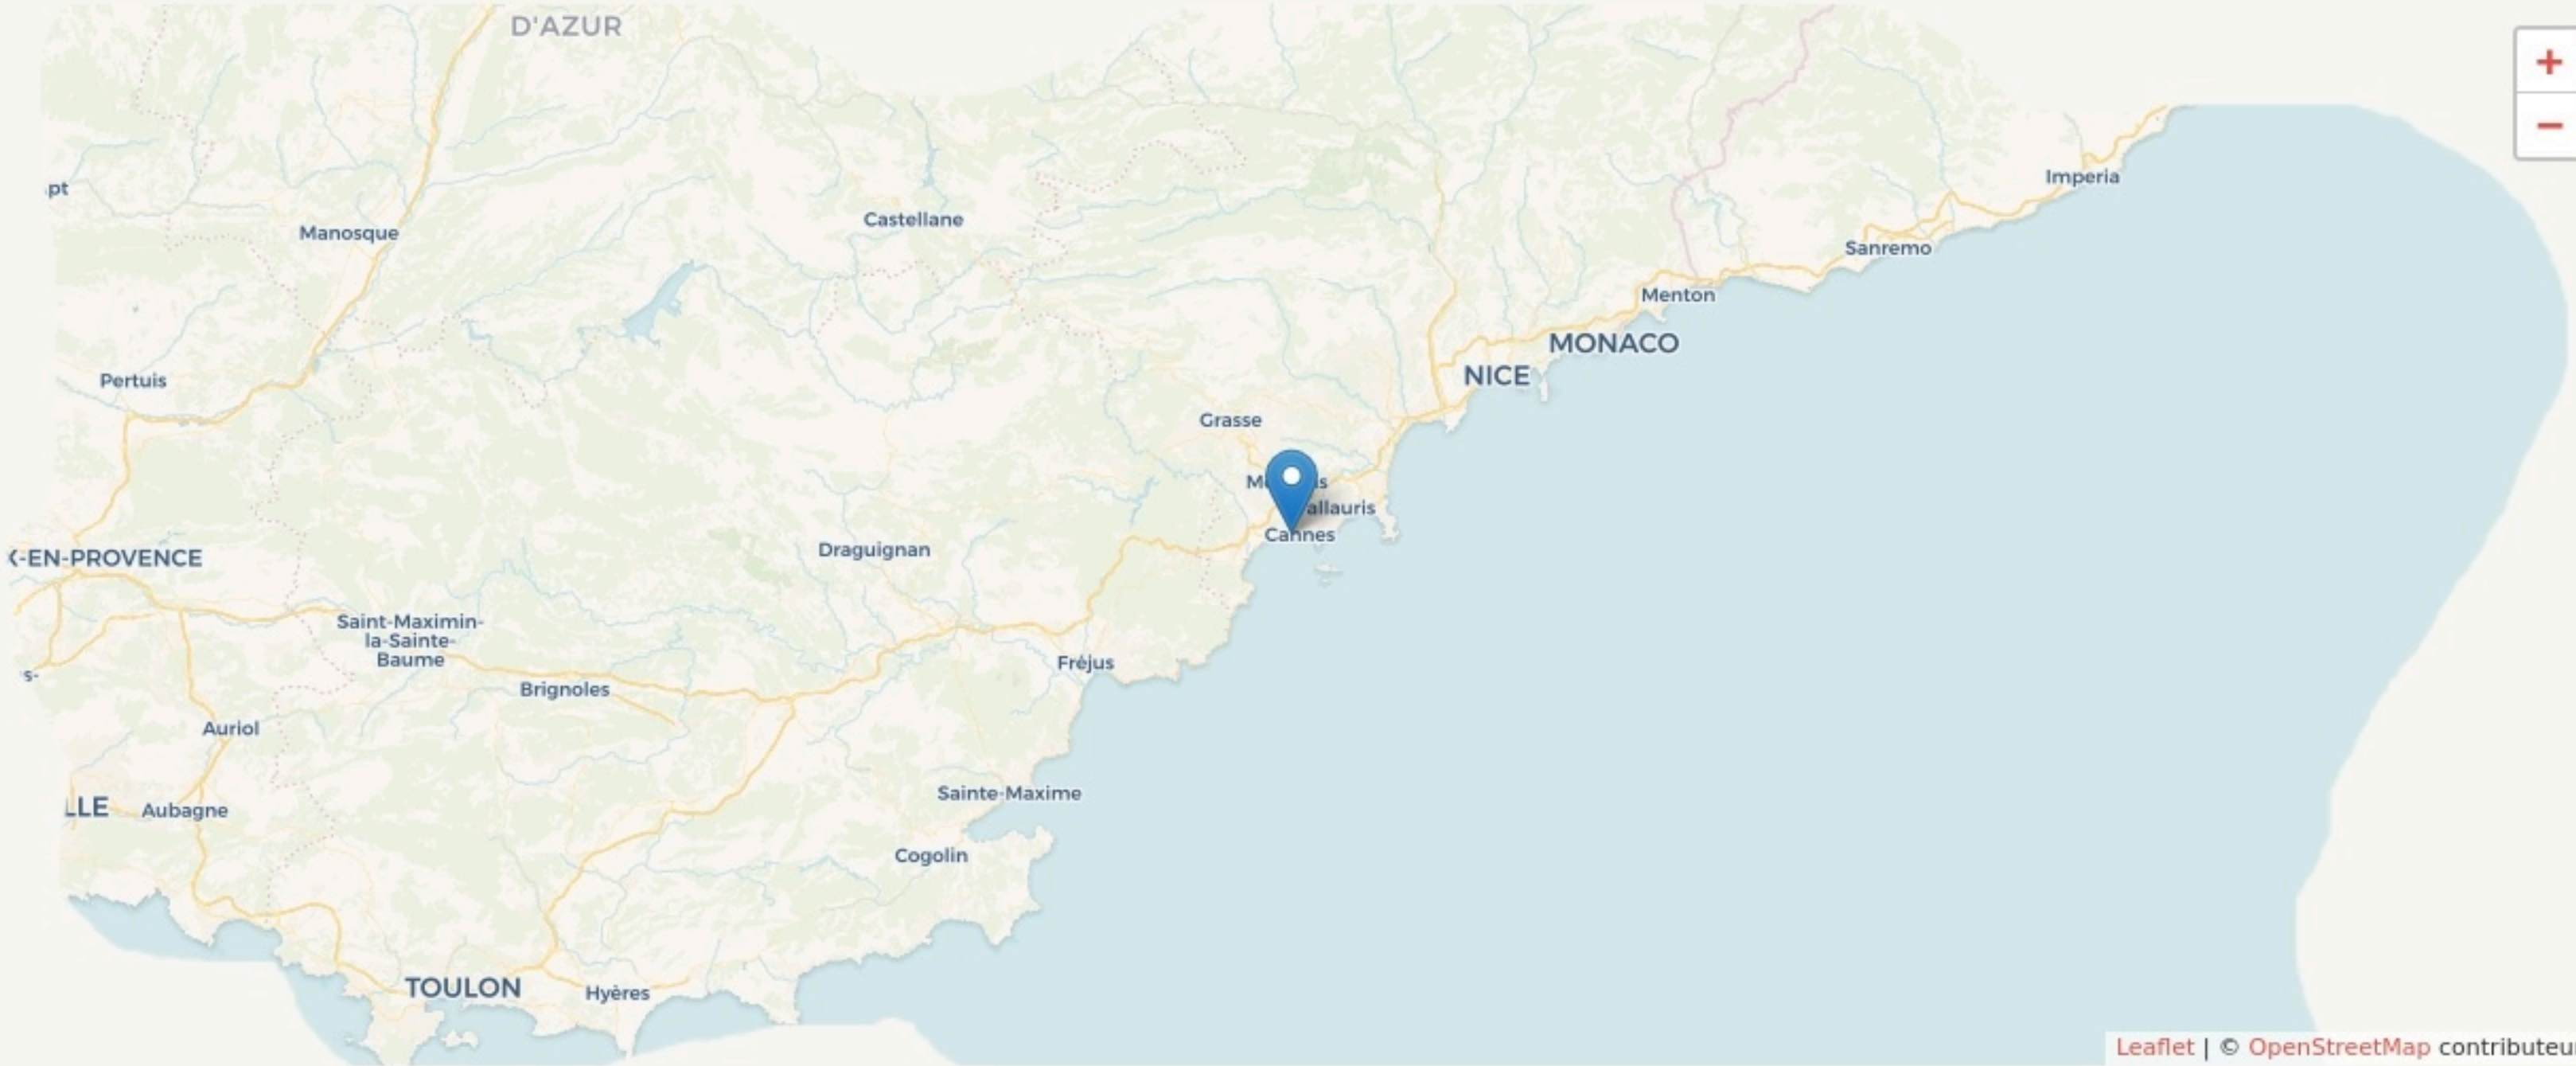 D'AZUR
+
−
pt
Imperia
Manosque
Castellane
Sanremo
Menton
MONACO
Pertuis
NICE
Grasse
allauris
Cannes
X-EN-PROVENCE
Draguignan
Saint-Maximin-
la-Sainte-
Baume
s-
Fréjus
Brignoles
Auriol
Sainte-Maxime
LLE
Aubagne
Cogolin
TOULON
Hyères
Leaflet | © OpenStreetMap contributeu